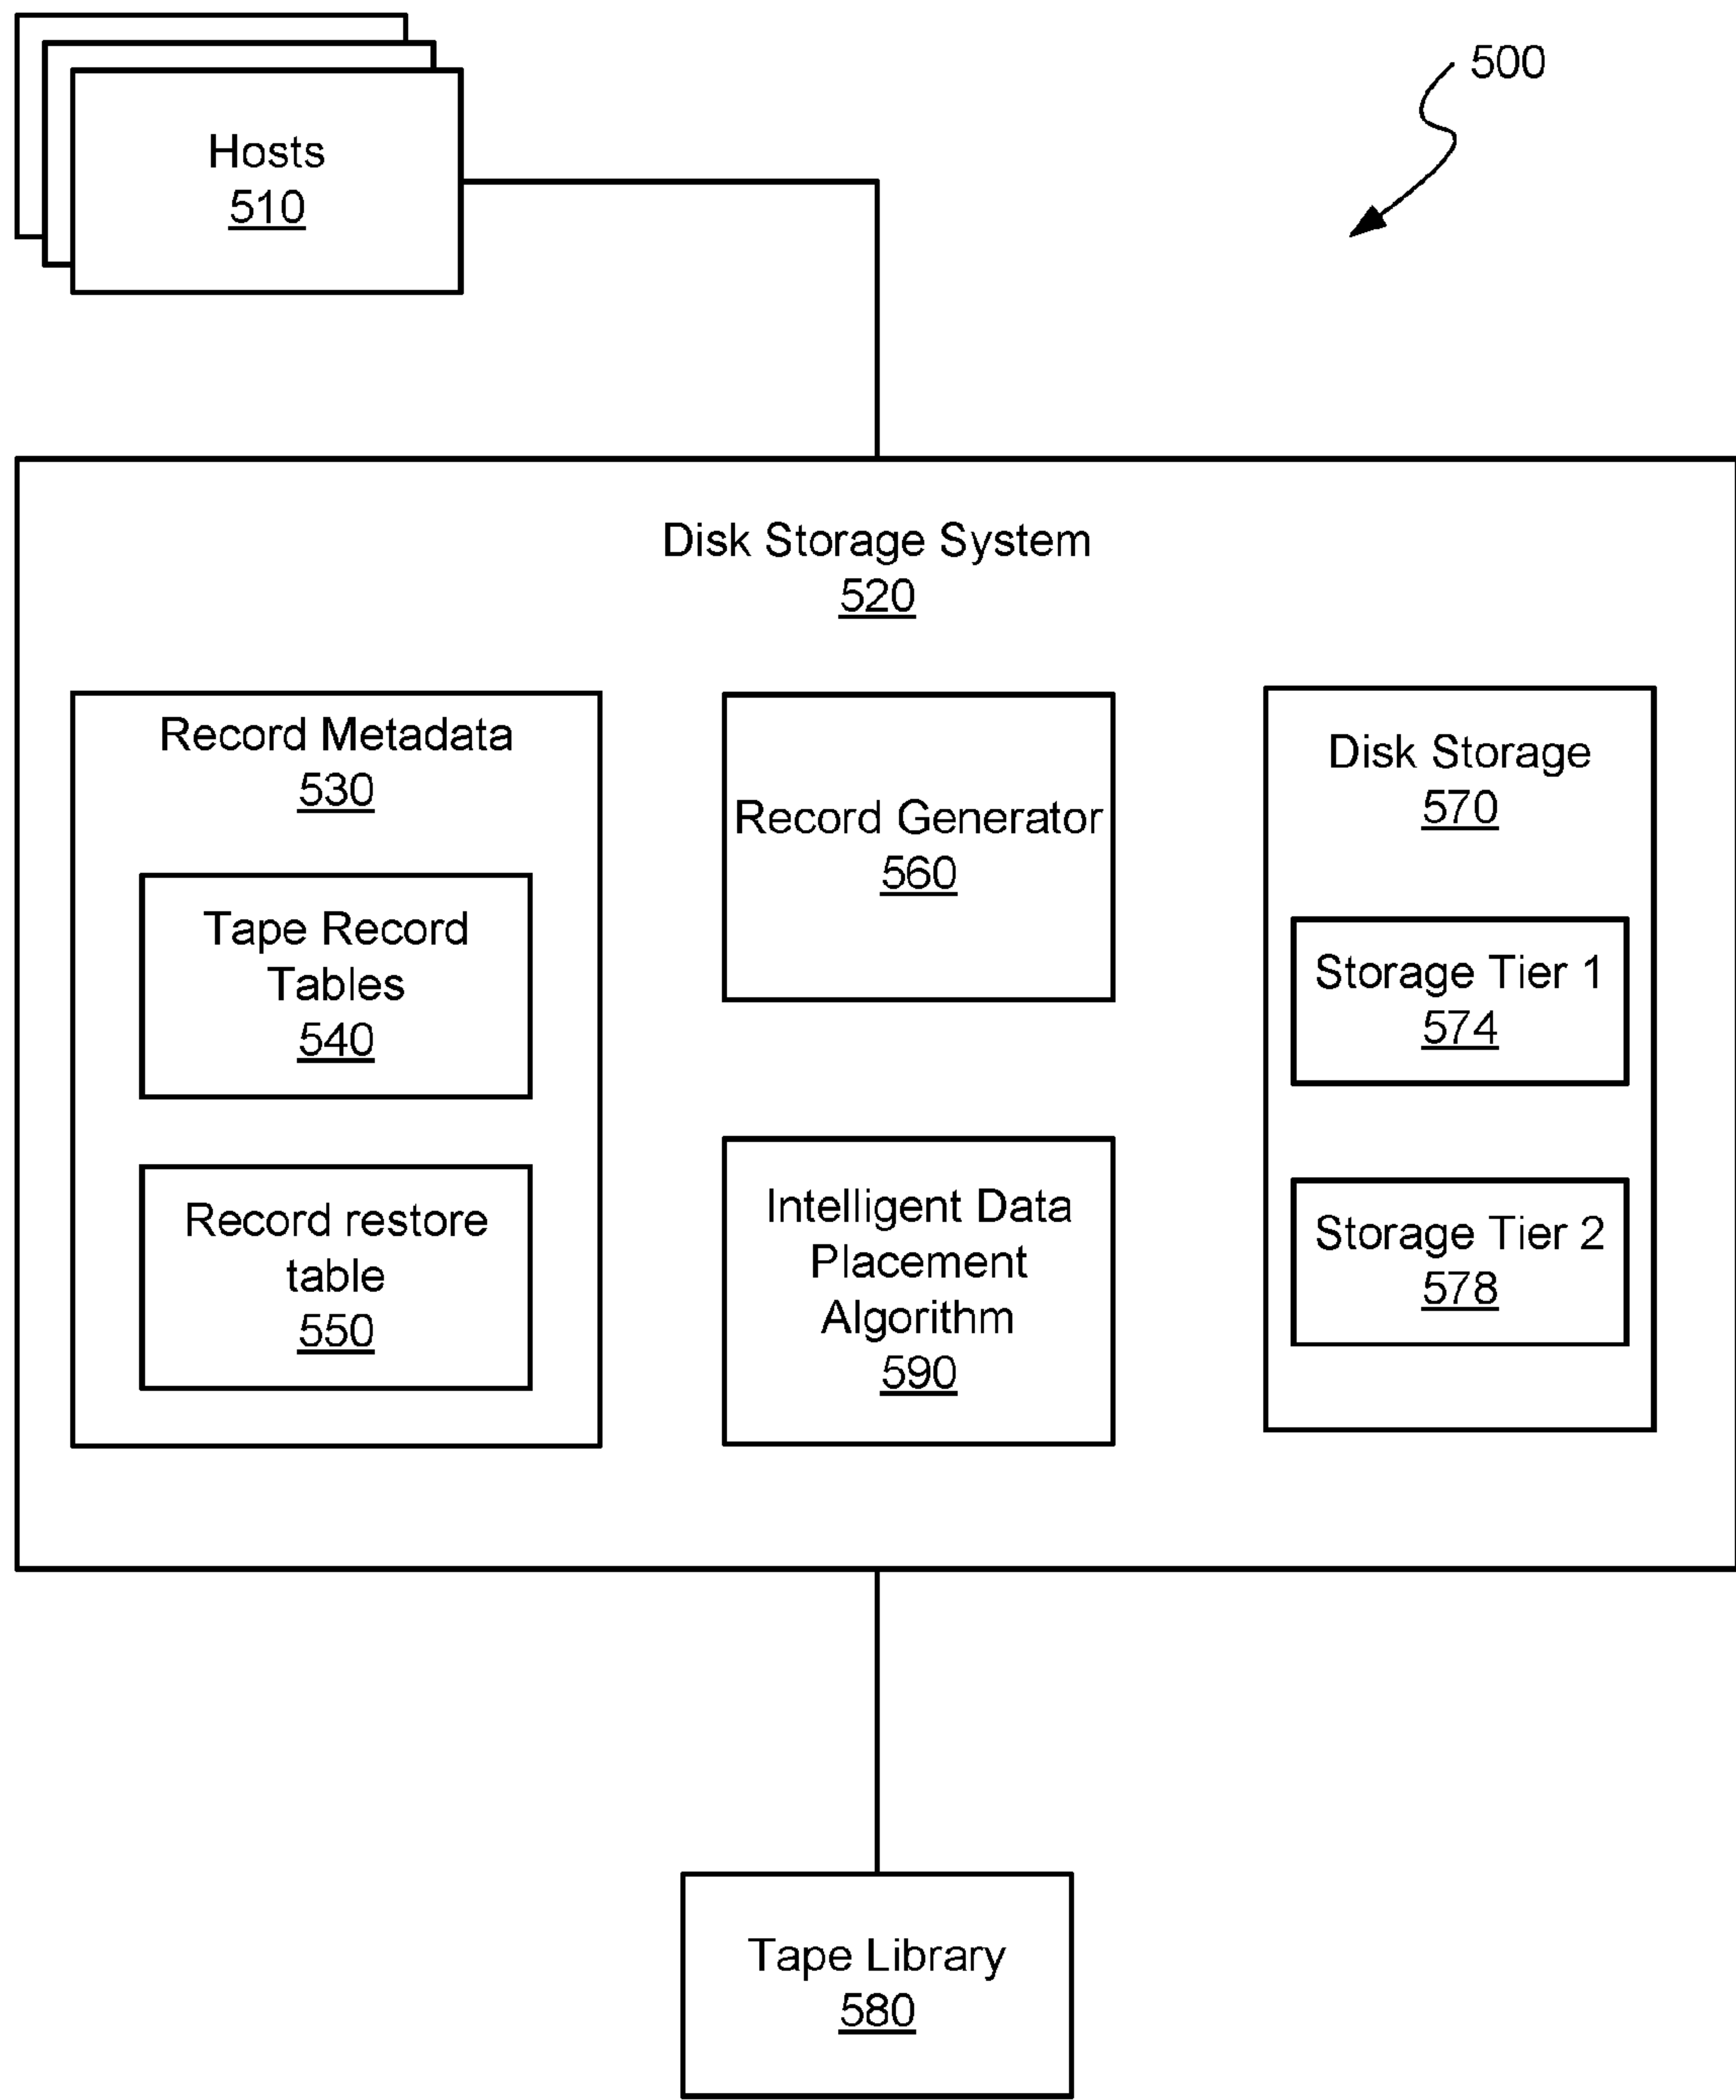 500
Hosts
510
Disk Storage System
520
Record Metadata
530
Tape Record
Tables
540
Record restore
table
550
Record Generator
560
Intelligent Data
Placement
Algorithm
590
Disk Storage
570
Storage Tier 1
574
Storage Tier 2
578
Tape Library
580